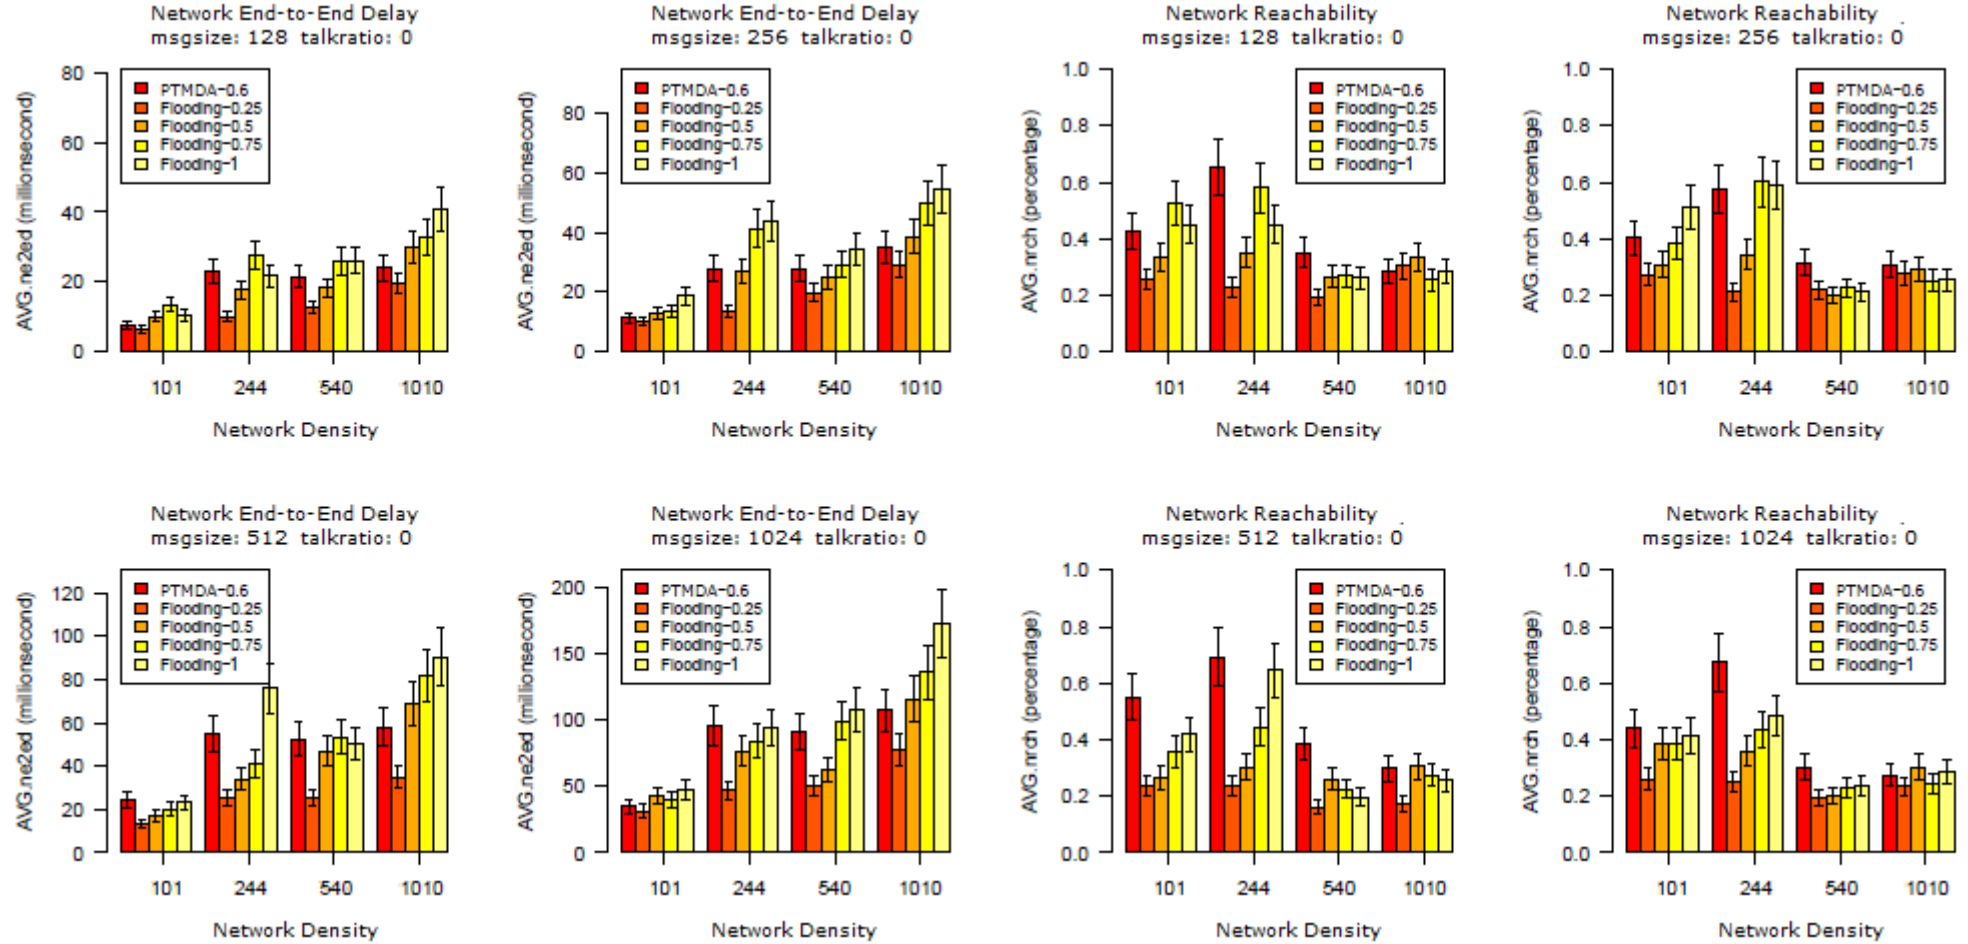 Network End-to-End Delay
msgsize: 128 talkratio: 0
AVG.ne2ed (millionsecond)
80
60
40
20
0
PTMDA-0.6
Flooding-0.25
Flooding-0.5
Flooding-0.75
Flooding-1
101 244 540 1010
Network Density
Network End-to-End Delay
msgsize: 256 talkratio: 0
AVG.ne2ed (millionsecond)
80
60
40
20
0
PTMDA-0.6
Flooding-0.25
Flooding-0.5
Flooding-0.75
Flooding-1
101 244 540 1010
Network Density
Network Reachability
msgsize: 128 talkratio: 0
AVG.nrch (percentage)
1.0
0.8
0.6
0.4
0.2
0.0
PTMDA-0.6
Flooding-0.25
Flooding-0.5
Flooding-0.75
Flooding-1
101 244 540 1010
Network Density
Network Reachability
msgsize: 256 talkratio: 0
AVG.nrch (percentage)
1.0
0.8
0.6
0.4
0.2
0.0
PTMDA-0.6
Flooding-0.25
Flooding-0.5
Flooding-0.75
Flooding-1
101 244 540 1010
Network Density
Network End-to-End Delay
msgsize: 512 talkratio: 0
AVG.ne2ed (millionsecond)
120
100
80
60
40
20
0
PTMDA-0.6
Flooding-0.25
Flooding-0.5
Flooding-0.75
Flooding-1
101 244 540 1010
Network Density
Network End-to-End Delay
msgsize: 1024 talkratio: 0
AVG.ne2ed (millionsecond)
200
150
100
50
0
PTMDA-0.6
Flooding-0.25
Flooding-0.5
Flooding-0.75
Flooding-1
101 244 540 1010
Network Density
Network Reachability
msgsize: 512 talkratio: 0
AVG.nrch (percentage)
1.0
0.8
0.6
0.4
0.2
0.0
PTMDA-0.6
Flooding-0.25
Flooding-0.5
Flooding-0.75
Flooding-1
101 244 540 1010
Network Density
Network Reachability
msgsize: 1024 talkratio: 0
AVG.nrch (percentage)
1.0
0.8
0.6
0.4
0.2
0.0
PTMDA-0.6
Flooding-0.25
Flooding-0.5
Flooding-0.75
Flooding-1
101 244 540 1010
Network Density